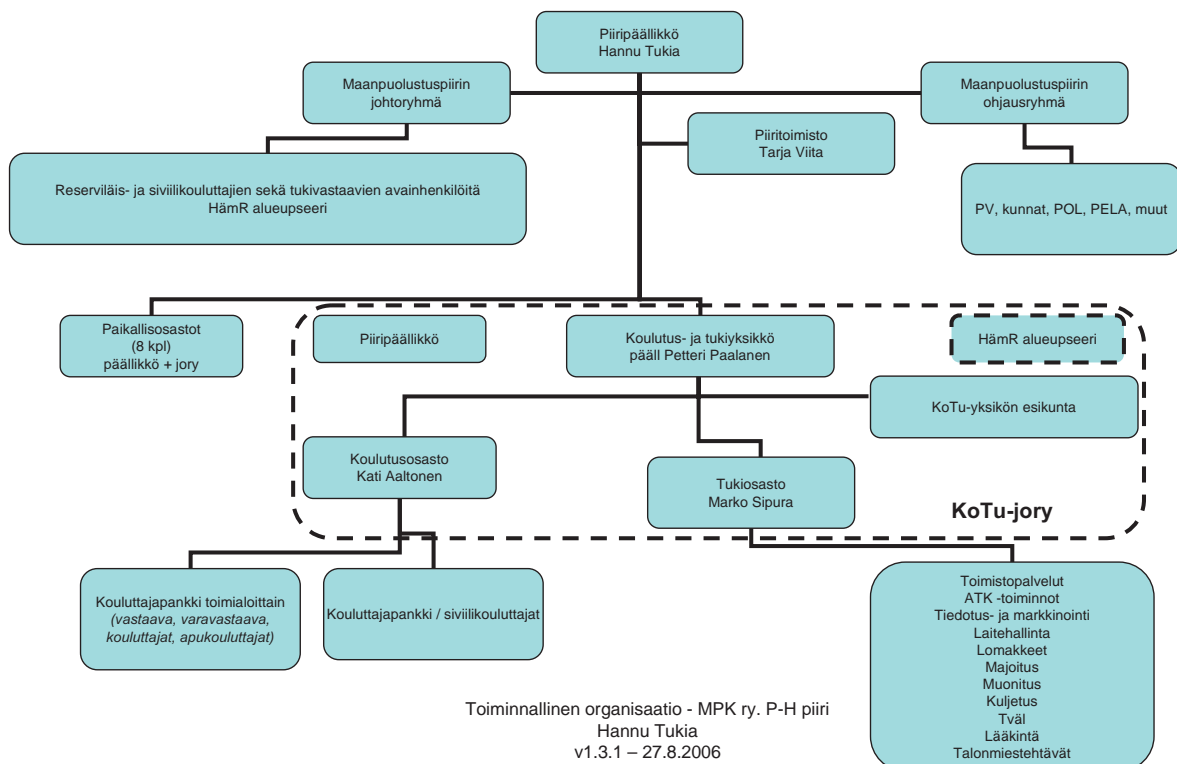 Piiripäällikkö
Hannu Tukia
Maanpuolustuspiirin
johtoryhmä
Maanpuolustuspiirin
ohjausryhmä
Piiritoimisto
Tarja Viita
Reserviläis- ja siviilikouluttajien sekä tukivastaavien avainhenkilöitä
HämR alueupseeri
PV, kunnat, POL, PELA, muut
Paikallisosastot
(8 kpl)
päällikkö + jory
Piiripäällikkö
Koulutus- ja tukiyksikkö
pääll Petteri Paalanen
HämR alueupseeri
KoTu-yksikön esikunta
Koulutusosasto
Kati Aaltonen
Tukiosasto
Marko Sipura
KoTu-jory
Kouluttajapankki toimialoittain
(vastaava, varavastaava,
kouluttajat, apukouluttajat)
Kouluttajapankki / siviilikouluttajat
Toimistopalvelut
ATK -toiminnot
Tiedotus- ja markkinointi
Laitehallinta
Lomakkeet
Majoitus
Muonitus
Kuljetus
Tväl
Lääkintä
Talonmiestehtävät
Toiminnallinen organisaatio - MPK ry. P-H piiri
Hannu Tukia
v1.3.1 – 27.8.2006